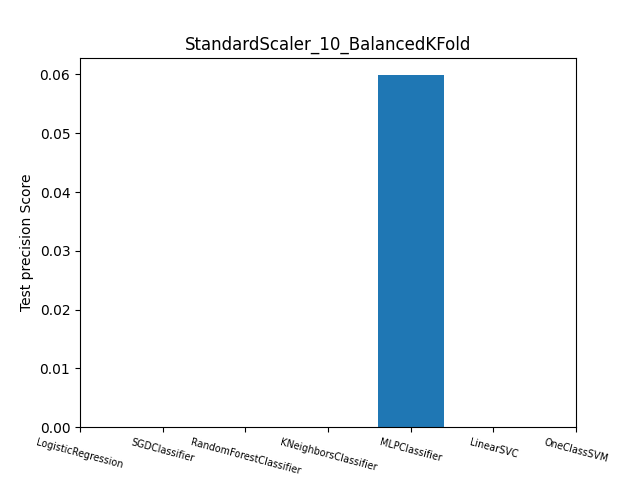 StandardScaler_10_BalancedKFold
0.06
0.05
0.04
0.03
0.02
0.01
0.00
Test precision Score
LogisticRegression
SGDClassifier
RandomForestClassifier
KNeighborsClassifier
MLPClassifier
LinearSVC
OneClassSVM